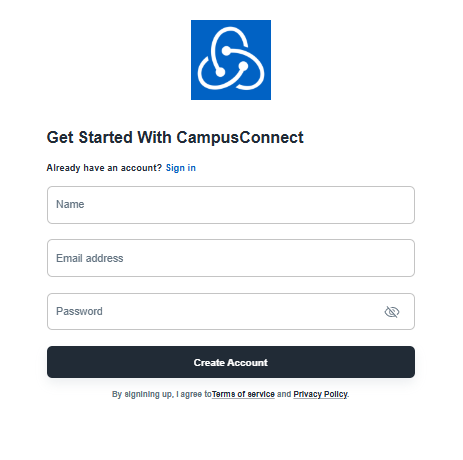 Get Started With CampusConnect
Already have an account? Sign in
Name
Email address
Password
Create Account
By signining up, I agree toTerms of service and Privacy Policy.